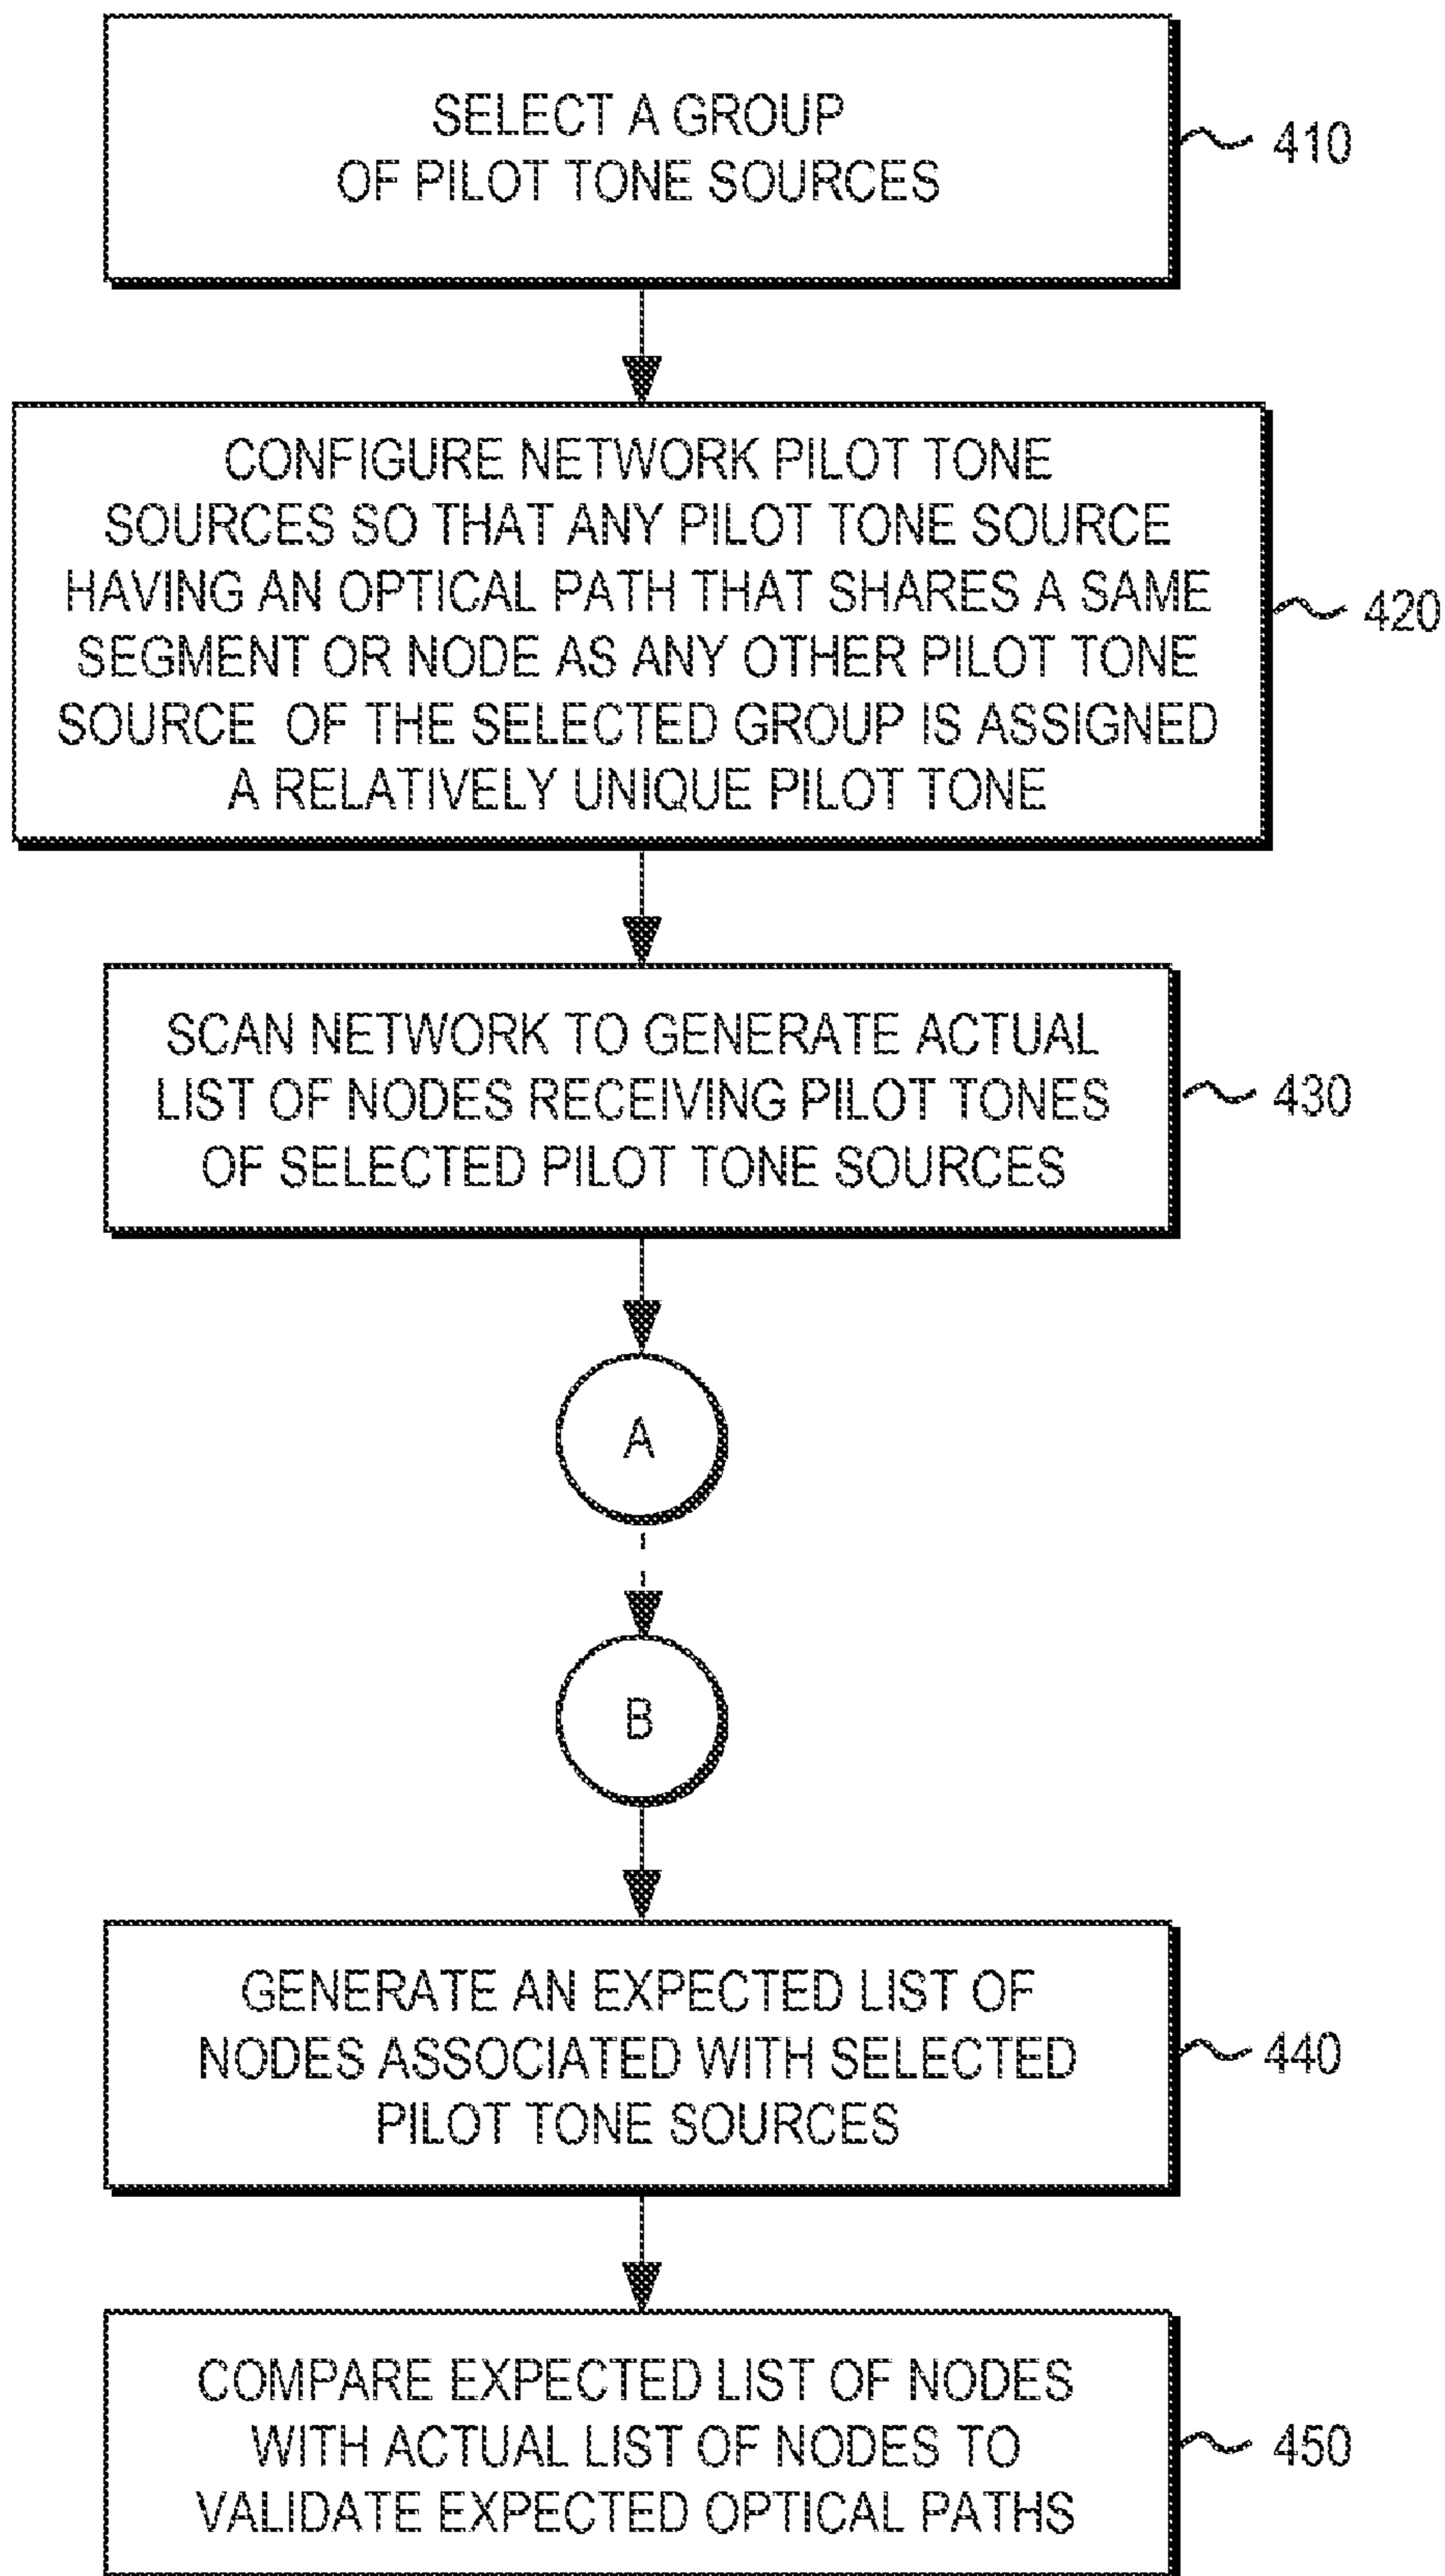 SELECT A GROUP
OF PILOT TONE SOURCES
410
CONFIGURE NETWORK PILOT TONE
SOURCES SO THAT ANY PILOT TONE SOURCE
HAVING AN OPTICAL PATH THAT SHARES A SAME
SEGMENT OR NODE AS ANY OTHER PILOT TONE
SOURCE OF THE SELECTED GROUP IS ASSIGNED
A RELATIVELY UNIQUE PILOT TONE
420
SCAN NETWORK TO GENERATE ACTUAL
LIST OF NODES RECEIVING PILOT TONES
OF SELECTED PILOT TONE SOURCES
430
A
B
GENERATE AN EXPECTED LIST OF
NODES ASSOCIATED WITH SELECTED
PILOT TONE SOURCES
440
COMPARE EXPECTED LIST OF NODES
WITH ACTUAL LIST OF NODES TO
VALIDATE EXPECTED OPTICAL PATHS
450